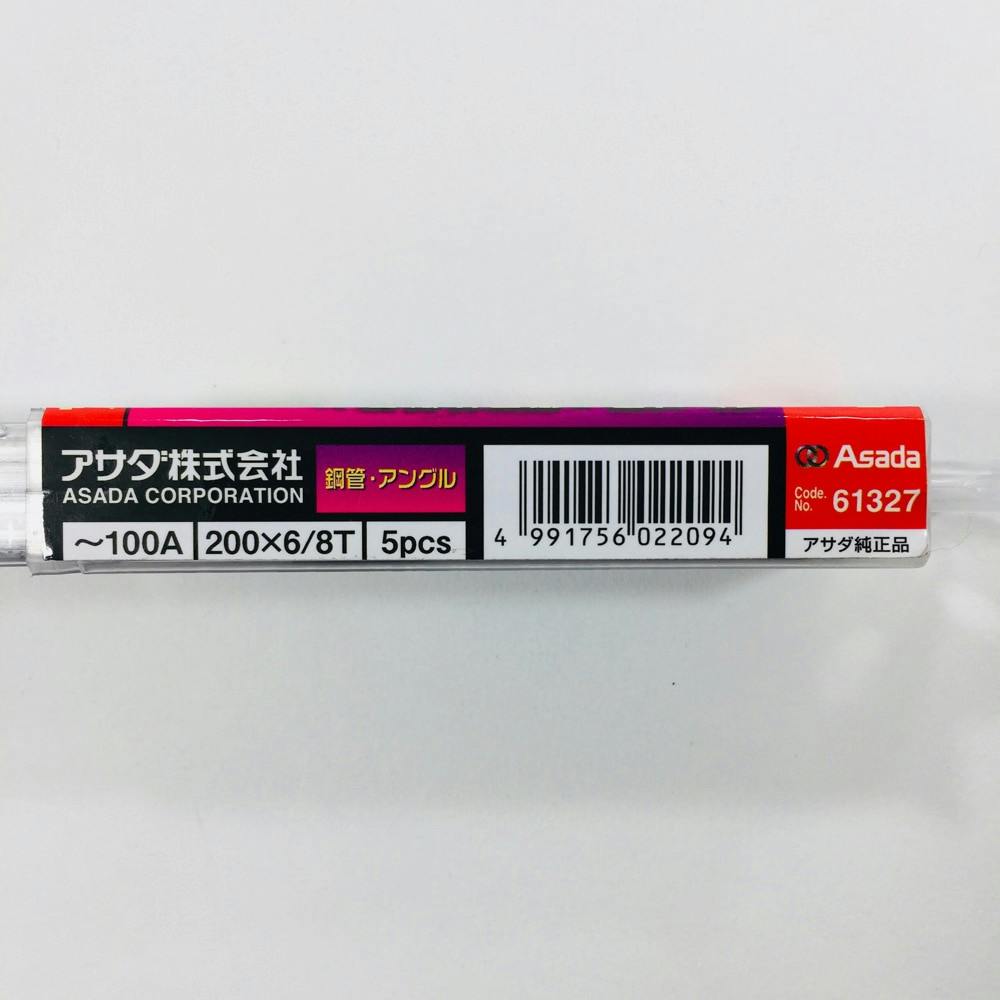 アサダ株式会社
ASADA CORPORATION
鋼管・アングル
～100A
200×6/8T
5pcs
4 991756 022094
Asada
Code. No. 61327
アサダ純正品